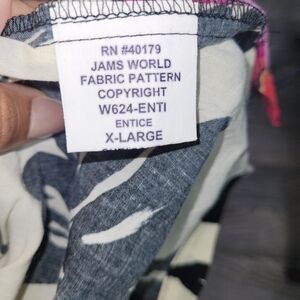 RN #40179
JAMS WORLD
FABRIC PATTERN
COPYRIGHT
W624-ENTI
ENTICE
X-LARGE